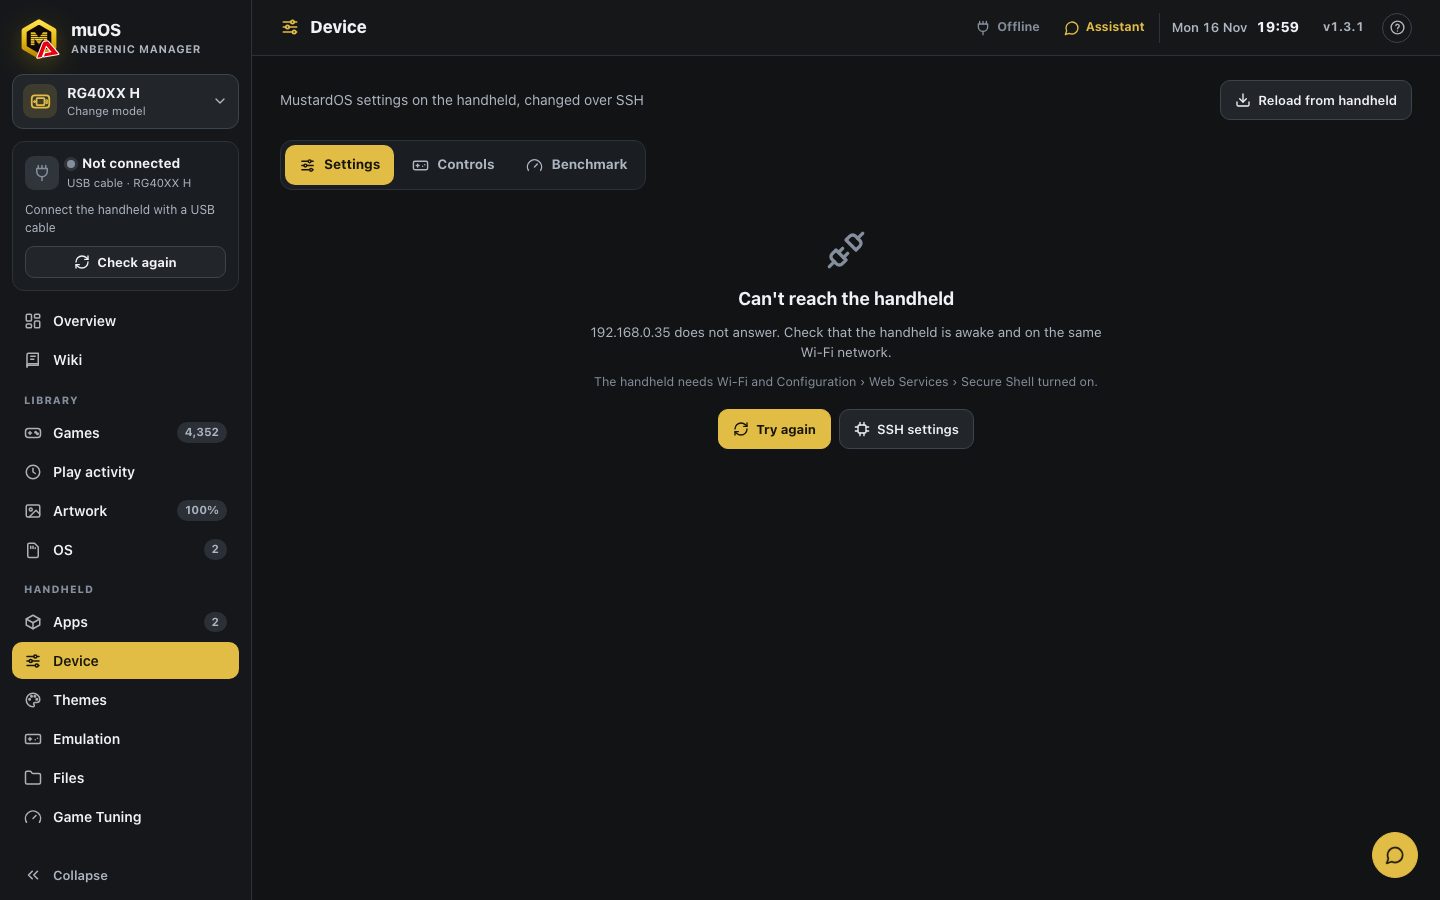 muOS
ANBERNIC MANAGER
RG40XX H
Change model
Not connected
USB cable · RG40XX H
Connect the handheld with a USB
cable
Check again
Overview
Wiki
LIBRARY
Games 4,352
Play activity
Artwork 100%
OS 2
HANDHELD
Apps 2
Device
Themes
Emulation
Files
Game Tuning
Collapse
Device
Offline Assistant Mon 16 Nov 19:59 v1.3.1
MustardOS settings on the handheld, changed over SSH
Reload from handheld
Settings Controls Benchmark
Can't reach the handheld
192.168.0.35 does not answer. Check that the handheld is awake and on the same
Wi-Fi network.
The handheld needs Wi-Fi and Configuration › Web Services › Secure Shell turned on.
Try again SSH settings